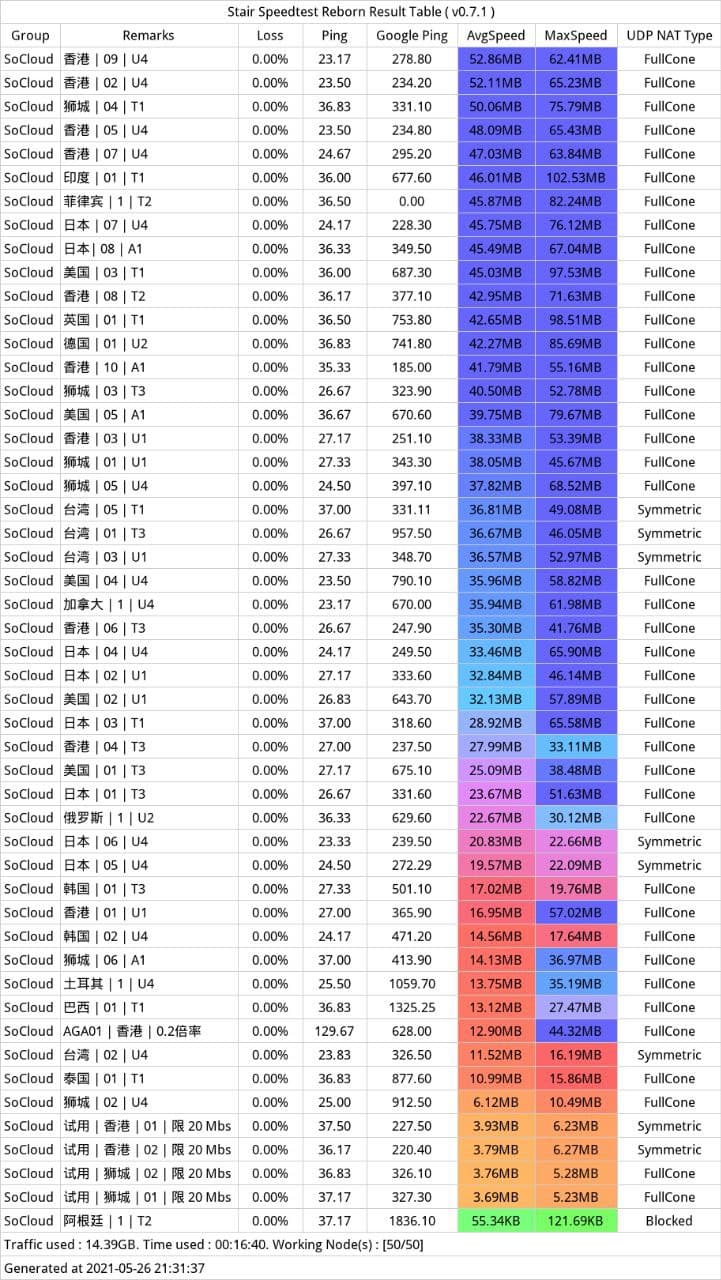 Stair Speedtest Reborn Result Table ( v0.7.1 )
Group Remarks Loss Ping Google Ping AvgSpeed MaxSpeed UDP NAT Type
SoCloud 香港 | 09 | U4 0.00% 23.17 278.80 52.86MB 62.41MB FullCone
SoCloud 香港 | 02 | U4 0.00% 23.50 234.20 52.11MB 65.23MB FullCone
SoCloud 狮城 | 04 | T1 0.00% 36.83 331.10 50.06MB 75.79MB FullCone
SoCloud 香港 | 05 | U4 0.00% 23.50 234.80 48.09MB 65.43MB FullCone
SoCloud 香港 | 07 | U4 0.00% 24.67 295.20 47.03MB 63.84MB FullCone
SoCloud 印度 | 01 | T1 0.00% 36.00 677.60 46.01MB 102.53MB FullCone
SoCloud 菲律宾 | 1 | T2 0.00% 36.50 0.00 45.87MB 82.24MB FullCone
SoCloud 日本 | 07 | U4 0.00% 24.17 228.30 45.75MB 76.12MB FullCone
SoCloud 日本| 08 | A1 0.00% 36.33 349.50 45.49MB 67.04MB FullCone
SoCloud 美国 | 03 | T1 0.00% 36.00 687.30 45.03MB 97.53MB FullCone
SoCloud 香港 | 08 | T2 0.00% 36.17 377.10 42.95MB 71.63MB FullCone
SoCloud 英国 | 01 | T1 0.00% 36.50 753.80 42.65MB 98.51MB FullCone
SoCloud 德国 | 01 | U2 0.00% 36.83 741.80 42.27MB 85.69MB FullCone
SoCloud 香港 | 10 | A1 0.00% 35.33 185.00 41.79MB 55.16MB FullCone
SoCloud 狮城 | 03 | T3 0.00% 26.67 323.90 40.50MB 52.78MB FullCone
SoCloud 美国 | 05 | A1 0.00% 36.67 670.60 39.75MB 79.67MB FullCone
SoCloud 香港 | 03 | U1 0.00% 27.17 251.10 38.33MB 53.39MB FullCone
SoCloud 狮城 | 01 | U1 0.00% 27.33 343.30 38.05MB 45.67MB FullCone
SoCloud 狮城 | 05 | U4 0.00% 24.50 397.10 37.82MB 68.52MB FullCone
SoCloud 台湾 | 05 | T1 0.00% 37.00 331.11 36.81MB 49.08MB Symmetric
SoCloud 台湾 | 01 | T3 0.00% 26.67 957.50 36.67MB 46.05MB Symmetric
SoCloud 台湾 | 03 | U1 0.00% 27.33 348.70 36.57MB 52.97MB Symmetric
SoCloud 美国 | 04 | U4 0.00% 23.50 790.10 35.96MB 58.82MB FullCone
SoCloud 加拿大 | 1 | U4 0.00% 23.17 670.00 35.94MB 61.98MB FullCone
SoCloud 香港 | 06 | T3 0.00% 26.67 247.90 35.30MB 41.76MB FullCone
SoCloud 日本 | 04 | U4 0.00% 24.17 249.50 33.46MB 65.90MB FullCone
SoCloud 日本 | 02 | U1 0.00% 27.17 333.60 32.84MB 46.14MB FullCone
SoCloud 美国 | 02 | U1 0.00% 26.83 643.70 32.13MB 57.89MB FullCone
SoCloud 日本 | 03 | T1 0.00% 37.00 318.60 28.92MB 65.58MB FullCone
SoCloud 香港 | 04 | T3 0.00% 27.00 237.50 27.99MB 33.11MB FullCone
SoCloud 美国 | 01 | T3 0.00% 27.17 675.10 25.09MB 38.48MB FullCone
SoCloud 日本 | 01 | T3 0.00% 26.67 331.60 23.67MB 51.63MB FullCone
SoCloud 俄罗斯 | 1 | U2 0.00% 36.33 629.60 22.67MB 30.12MB FullCone
SoCloud 日本 | 06 | U4 0.00% 23.33 239.50 20.83MB 22.66MB Symmetric
SoCloud 日本 | 05 | U4 0.00% 24.50 272.29 19.57MB 22.09MB Symmetric
SoCloud 韩国 | 01 | T3 0.00% 27.33 501.10 17.02MB 19.76MB FullCone
SoCloud 香港 | 01 | U1 0.00% 27.00 365.90 16.95MB 57.02MB FullCone
SoCloud 韩国 | 02 | U4 0.00% 24.17 471.20 14.56MB 17.64MB FullCone
SoCloud 狮城 | 06 | A1 0.00% 37.00 413.90 14.13MB 36.97MB FullCone
SoCloud 土耳其 | 1 | U4 0.00% 25.50 1059.70 13.75MB 35.19MB FullCone
SoCloud 巴西 | 01 | T1 0.00% 36.83 1325.25 13.12MB 27.47MB FullCone
SoCloud AGA01 | 香港 | 0.2倍率 0.00% 129.67 628.00 12.90MB 44.32MB FullCone
SoCloud 台湾 | 02 | U4 0.00% 23.83 326.50 11.52MB 16.19MB Symmetric
SoCloud 泰国 | 01 | T1 0.00% 36.83 877.60 10.99MB 15.86MB FullCone
SoCloud 狮城 | 02 | U4 0.00% 25.00 912.50 6.12MB 10.49MB FullCone
SoCloud 试用 | 香港 | 01 | 限 20 Mbs 0.00% 37.50 227.50 3.93MB 6.23MB Symmetric
SoCloud 试用 | 香港 | 02 | 限 20 Mbs 0.00% 36.17 220.40 3.79MB 6.27MB Symmetric
SoCloud 试用 | 狮城 | 02 | 限 20 Mbs 0.00% 36.83 326.10 3.76MB 5.28MB FullCone
SoCloud 试用 | 狮城 | 01 | 限 20 Mbs 0.00% 37.17 327.30 3.69MB 5.23MB FullCone
SoCloud 阿根廷 | 1 | T2 0.00% 37.17 1836.10 55.34KB 121.69KB Blocked
Traffic used : 14.39GB. Time used : 00:16:40. Working Node(s) : [50/50]
Generated at 2021-05-26 21:31:37